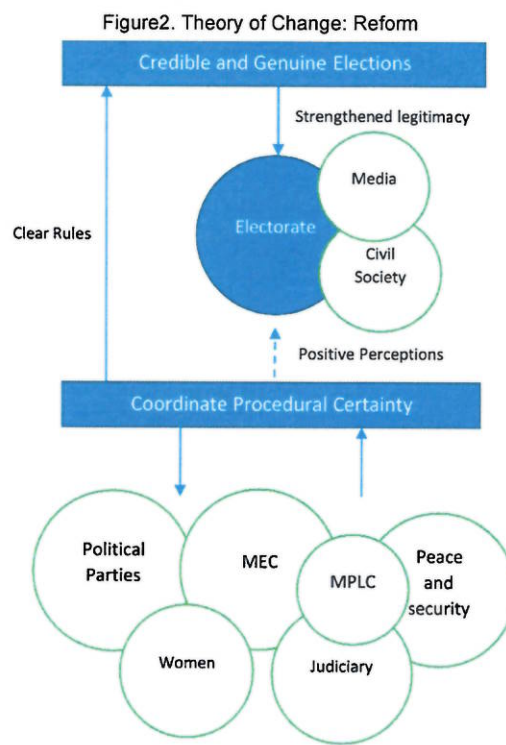 Figure2. Theory of Change: Reform
Credible and Genuine Elections
Strengthened legitimacy
Media
Electorate
Clear Rules
Civil
Society
Positive Perceptions
Coordinate Procedural Certainty
Political
Parties
MEC
MPLC
Peace
and
security
Women
Judiciary